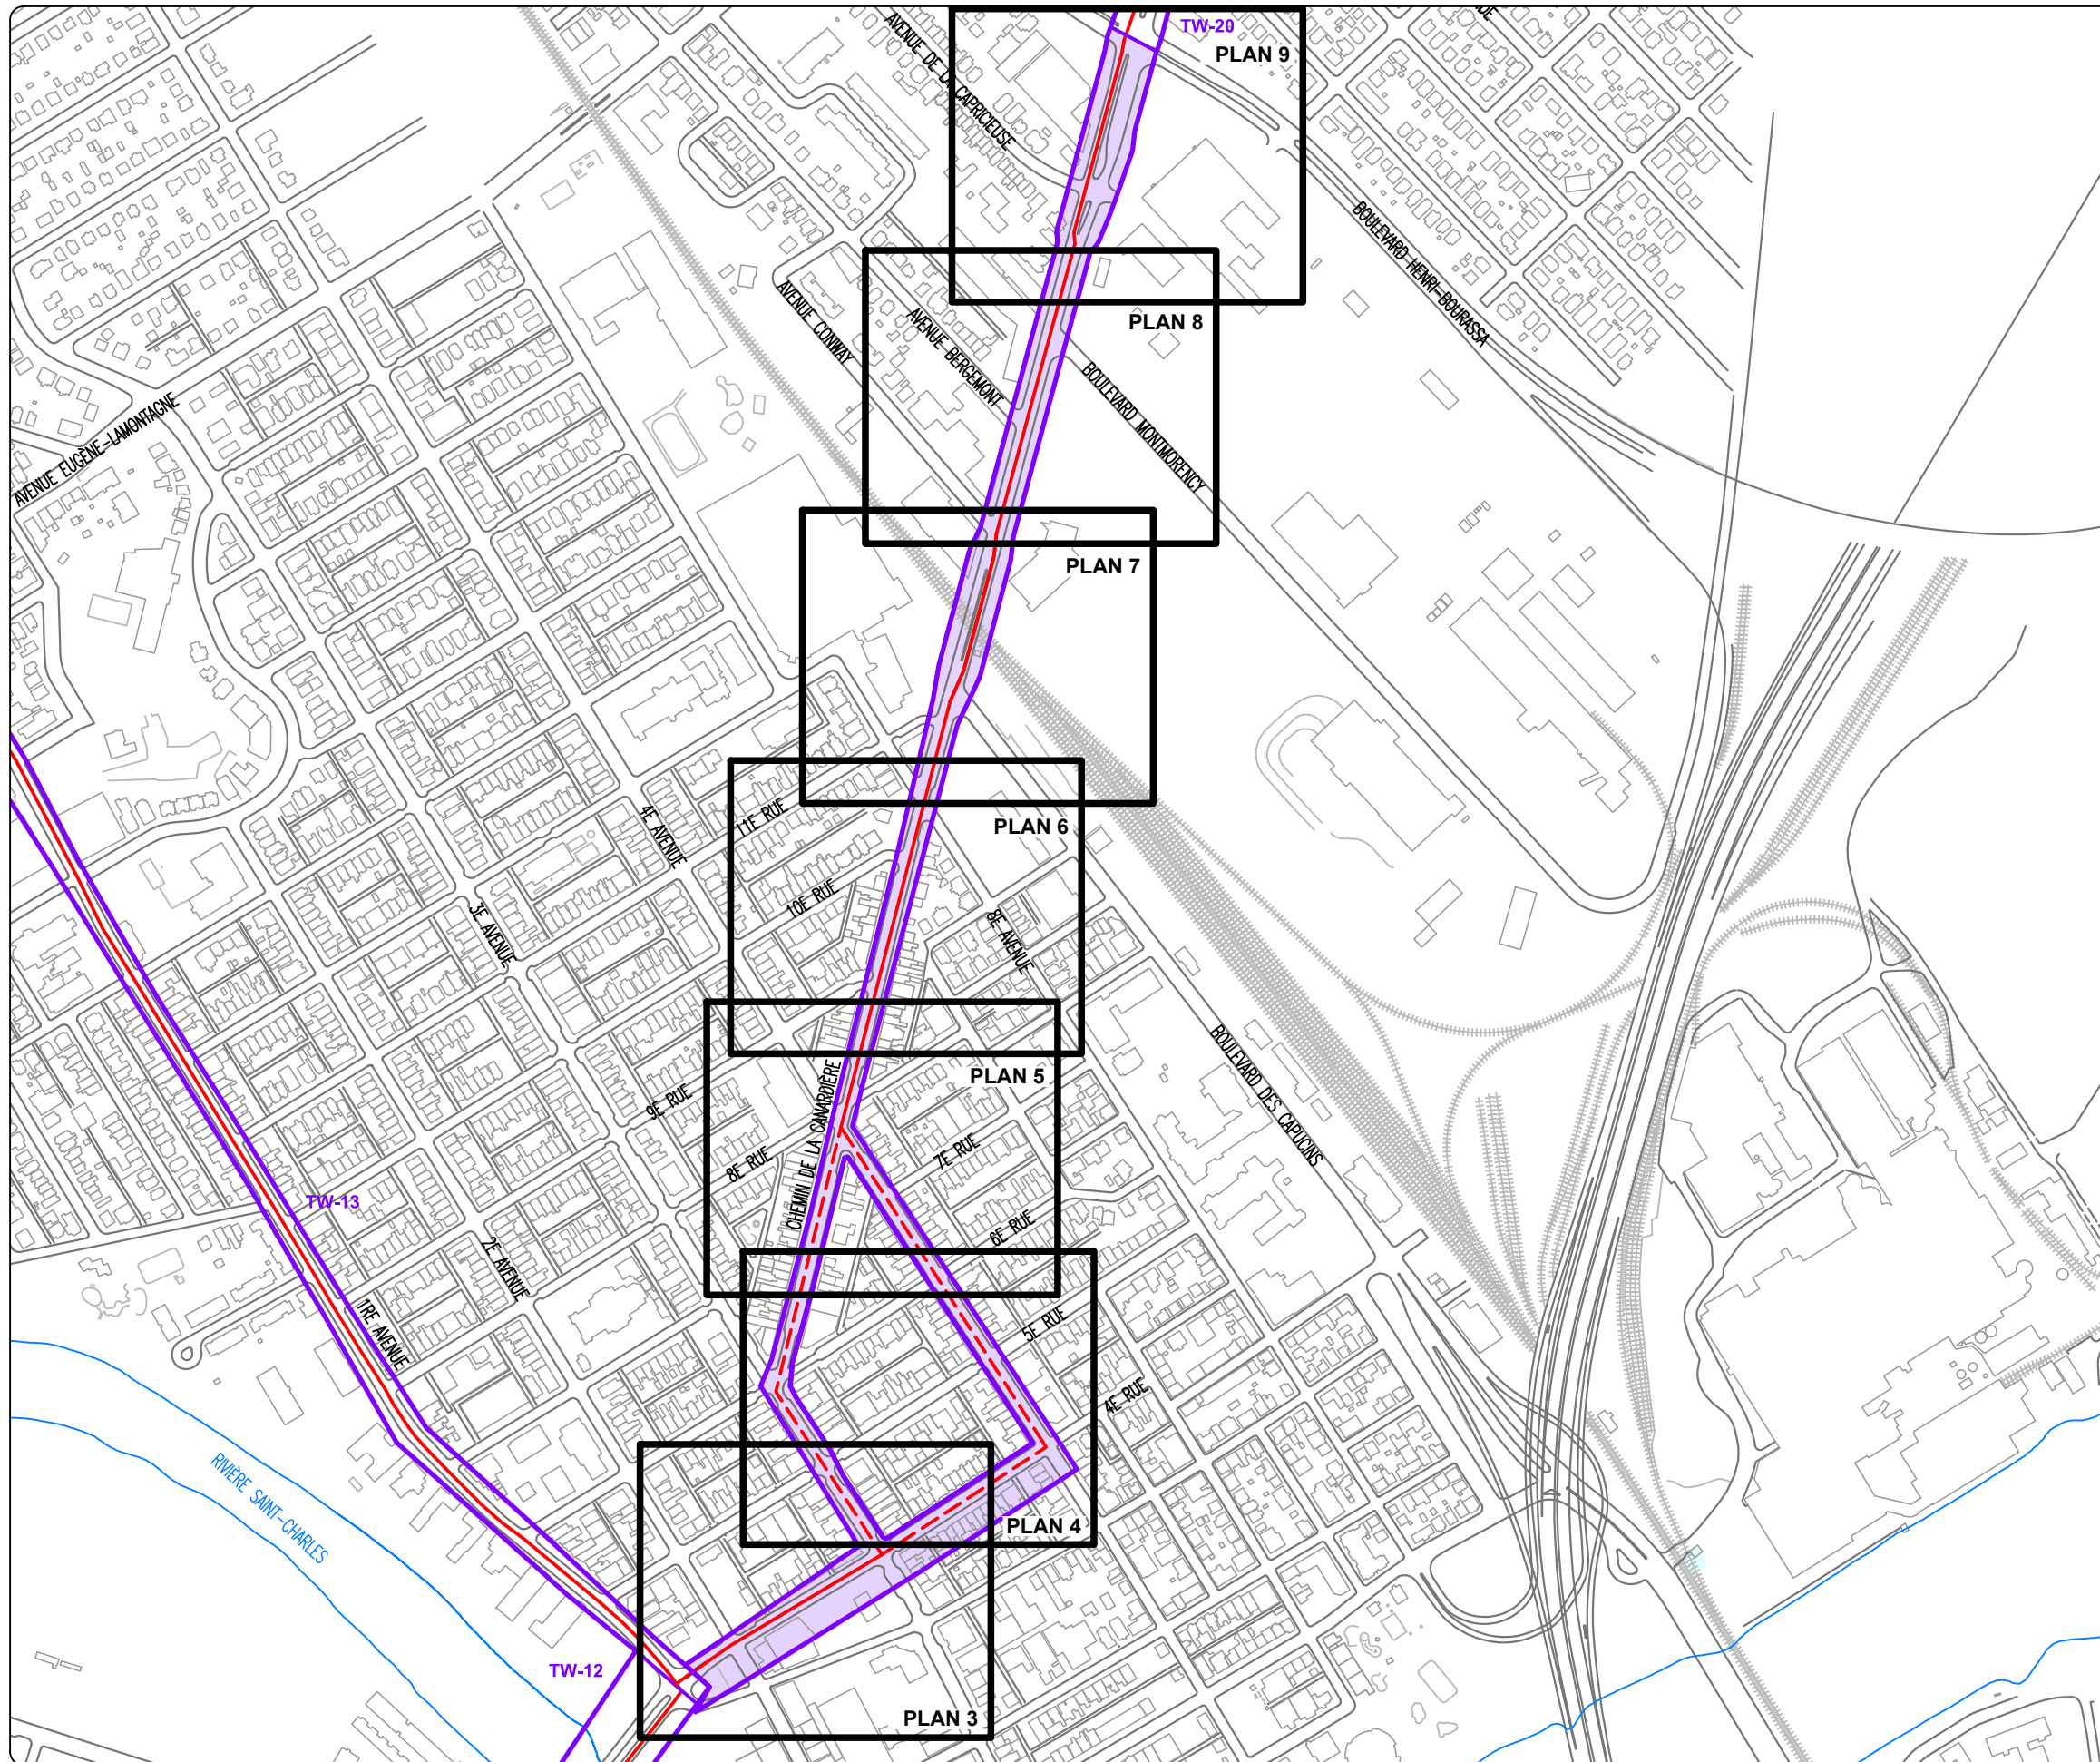 TW-20
PLAN 9
AVENUE DE LA CAPRICIEUSE
BOULEVARD HENRI-BOURASSA
AVENUE CONWAY
AVENUE BERGEMONT
PLAN 8
BOULEVARD MONTMORENCY
AVENUE EUGÈNE-LAMONTAGNE
PLAN 7
11E RUE
4E AVENUE
PLAN 6
10E RUE
3E AVENUE
8E AVENUE
PLAN 5
9E RUE
CHEMIN DE LA CANARDIÈRE
BOULEVARD DES CAPUCINS
8E RUE
7E RUE
TW-13
6E RUE
2E AVENUE
1RE AVENUE
5E RUE
4E RUE
RIVIÈRE SAINT-CHARLES
PLAN 4
TW-12
PLAN 3